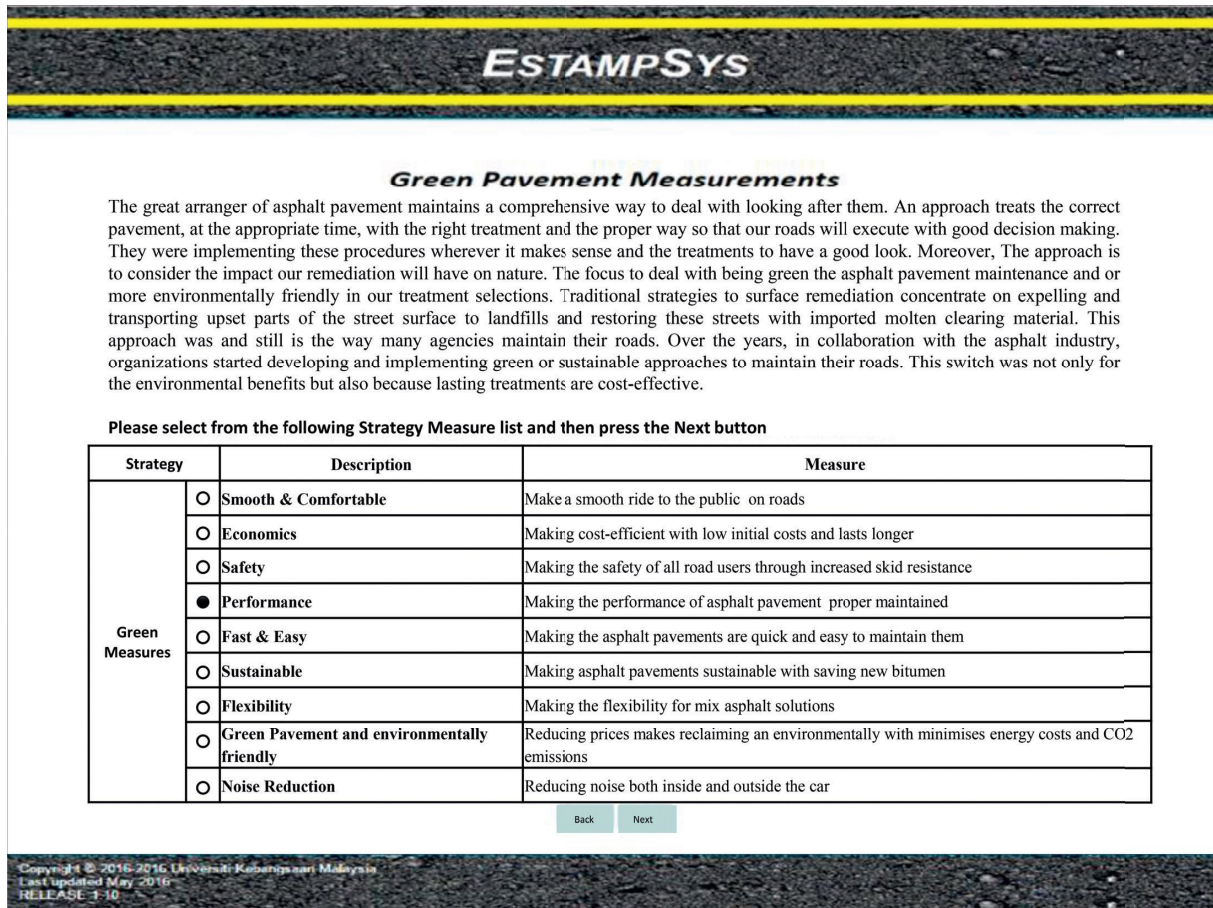 ESTAMPSYS
Green Pavement Measurements
The great arranger of asphalt pavement maintains a comprehensive way to deal with looking after them. An approach treats the correct
pavement, at the appropriate time, with the right treatment and the proper way so that our roads will execute with good decision making.
They were implementing these procedures wherever it makes sense and the treatments to have a good look. Moreover, The approach is
to consider the impact our remediation will have on nature. The focus to deal with being green the asphalt pavement maintenance and or
more environmentally friendly in our treatment selections. Traditional strategies to surface remediation concentrate on expelling and
transporting upset parts of the street surface to landfills and restoring these streets with imported molten clearing material. This
approach was and still is the way many agencies maintain their roads. Over the years, in collaboration with the asphalt industry,
organizations started developing and implementing green or sustainable approaches to maintain their roads. This switch was not only for
the environmental benefits but also because lasting treatments are cost-effective.
Please select from the following Strategy Measure list and then press the Next button
Strategy Description Measure
Smooth & Comfortable Make a smooth ride to the public on roads
Economics Making cost-efficient with low initial costs and lasts longer
Safety Making the safety of all road users through increased skid resistance
Performance Making the performance of asphalt pavement proper maintained
Green
Measures
Fast & Easy Making the asphalt pavements are quick and easy to maintain them
Sustainable Making asphalt pavements sustainable with saving new bitumen
Flexibility Making the flexibility for mix asphalt solutions
Green Pavement and environmentally
friendly
Reducing prices makes reclaiming an environmentally with minimises energy costs and CO2
emissions
Noise Reduction Reducing noise both inside and outside the car
Back Next
Copyright © 2016-2016 Universiti Kebangsaan Malaysia
Last updated May 2016
RELEASE 1-10